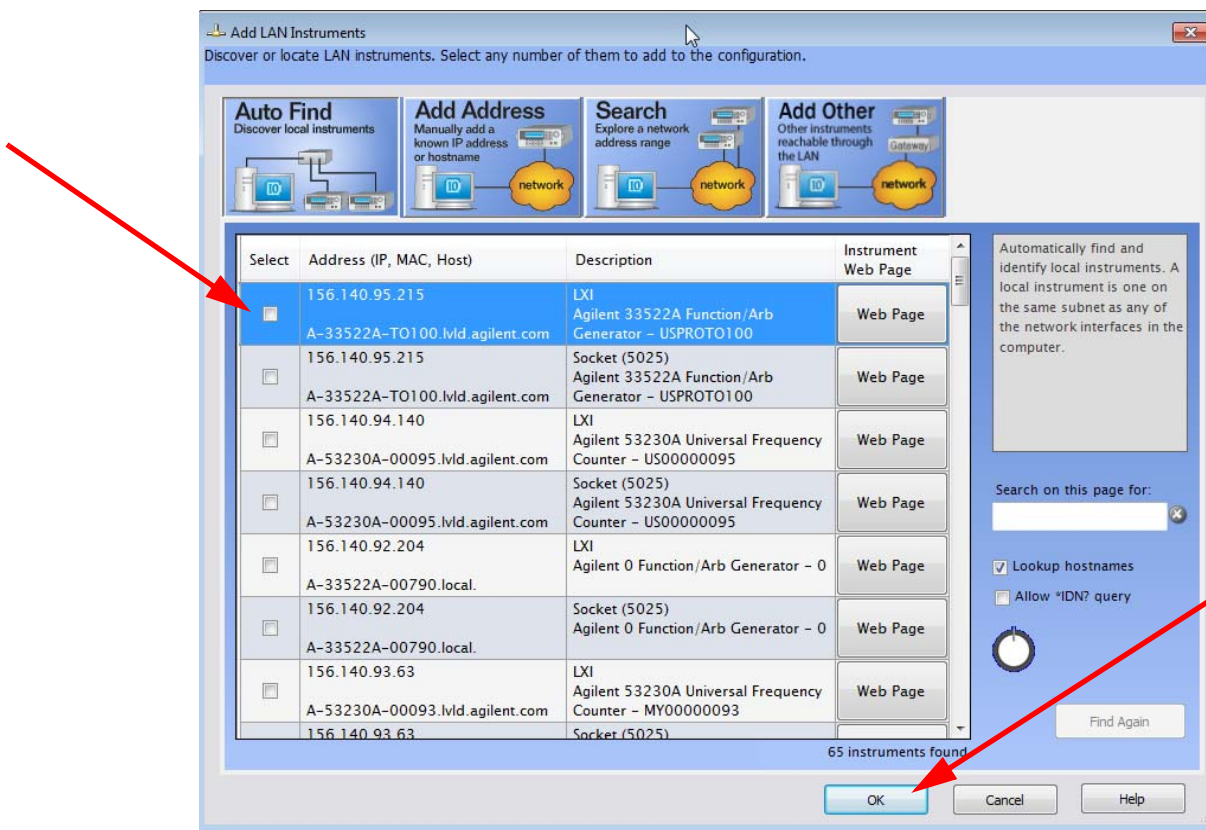 Add LAN Instruments
Discover or locate LAN instruments. Select any number of them to add to the configuration.
Auto Find
Discover local instruments
IO
Add Address
Manually add a
known IP address
or hostname
IO
network
Search
Explore a network
address range
IO
network
Add Other
Other instruments
reachable through
the LAN
Gateway
IO
network
Select
Address (IP, MAC, Host)
Description
Instrument
Web Page
156.140.95.215
A-33522A-TO100.lvld.agilent.com
LXI
Agilent 33522A Function/Arb
Generator - USPROTO100
Web Page
156.140.95.215
A-33522A-TO100.lvld.agilent.com
Socket (5025)
Agilent 33522A Function/Arb
Generator - USPROTO100
Web Page
156.140.94.140
A-53230A-00095.lvld.agilent.com
LXI
Agilent 53230A Universal Frequency
Counter - US00000095
Web Page
156.140.94.140
A-53230A-00095.lvld.agilent.com
Socket (5025)
Agilent 53230A Universal Frequency
Counter - US00000095
Web Page
156.140.92.204
A-33522A-00790.local.
LXI
Agilent 0 Function/Arb Generator - 0
Web Page
156.140.92.204
A-33522A-00790.local.
Socket (5025)
Agilent 0 Function/Arb Generator - 0
Web Page
156.140.93.63
A-53230A-00093.lvld.agilent.com
LXI
Agilent 53230A Universal Frequency
Counter - MY00000093
Web Page
156.140.93.63
Socket (5025)
65 instruments found
Automatically find and
identify local instruments. A
local instrument is one on
the same subnet as any of
the network interfaces in the
computer.
Search on this page for:
Lookup hostnames
Allow *IDN? query
Find Again
OK
Cancel
Help